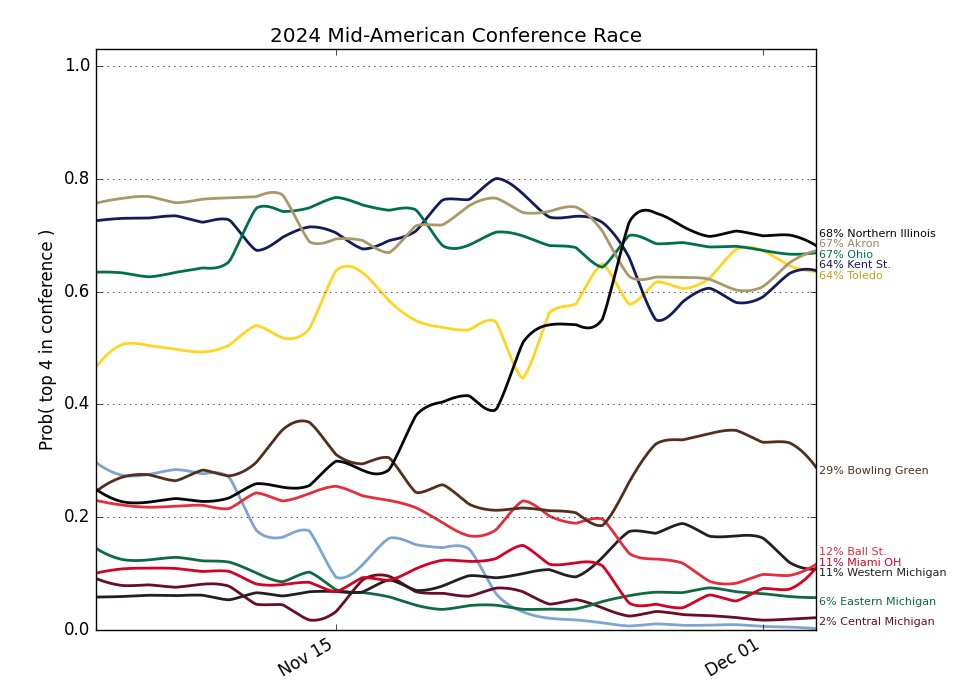 2024 Mid-American Conference Race
Prob( top 4 in conference )
1.0
0.8
0.6
0.4
0.2
0.0
Nov 15
Dec 01
68% Northern Illinois
67% Akron
67% Ohio
64% Kent St.
64% Toledo
29% Bowling Green
12% Ball St.
11% Miami OH
11% Western Michigan
6% Eastern Michigan
2% Central Michigan